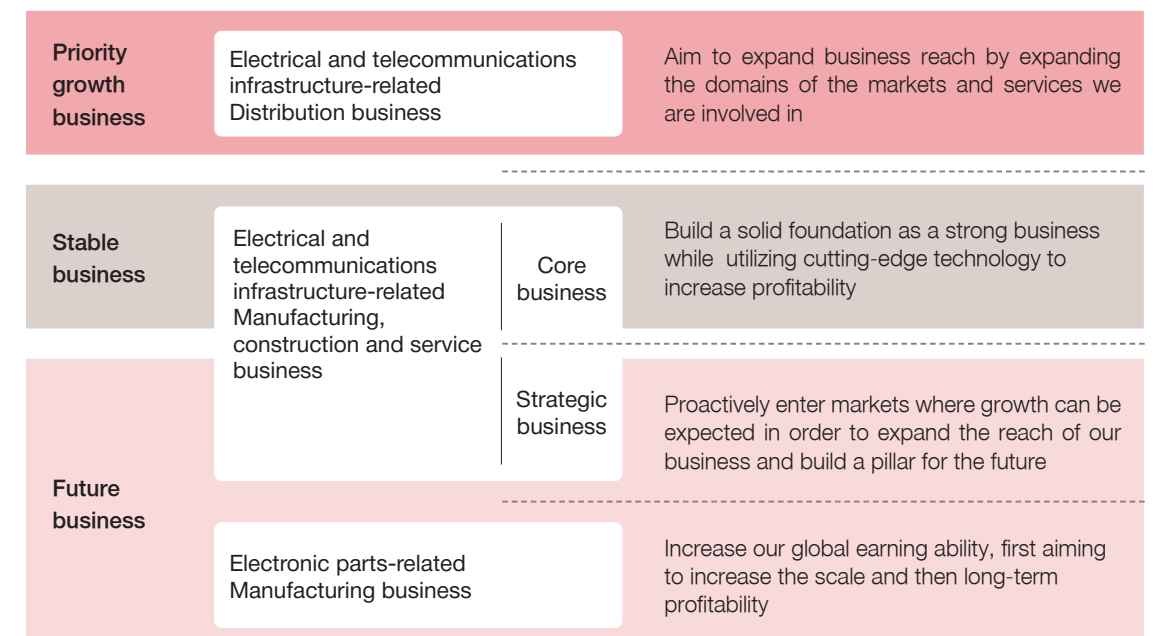 Priority
growth
business
Electrical and telecommunications
infrastructure-related
Distribution business
Aim to expand business reach by expanding
the domains of the markets and services we
are involved in
Stable
business
Electrical and
telecommunications
infrastructure-related
Manufacturing,
construction and service
business
Core
business
Build a solid foundation as a strong business
while utilizing cutting-edge technology to
increase profitability
Future
business
Strategic
business
Proactively enter markets where growth can be
expected in order to expand the reach of our
business and build a pillar for the future
Electronic parts-related
Manufacturing business
Increase our global earning ability, first aiming
to increase the scale and then long-term
profitability